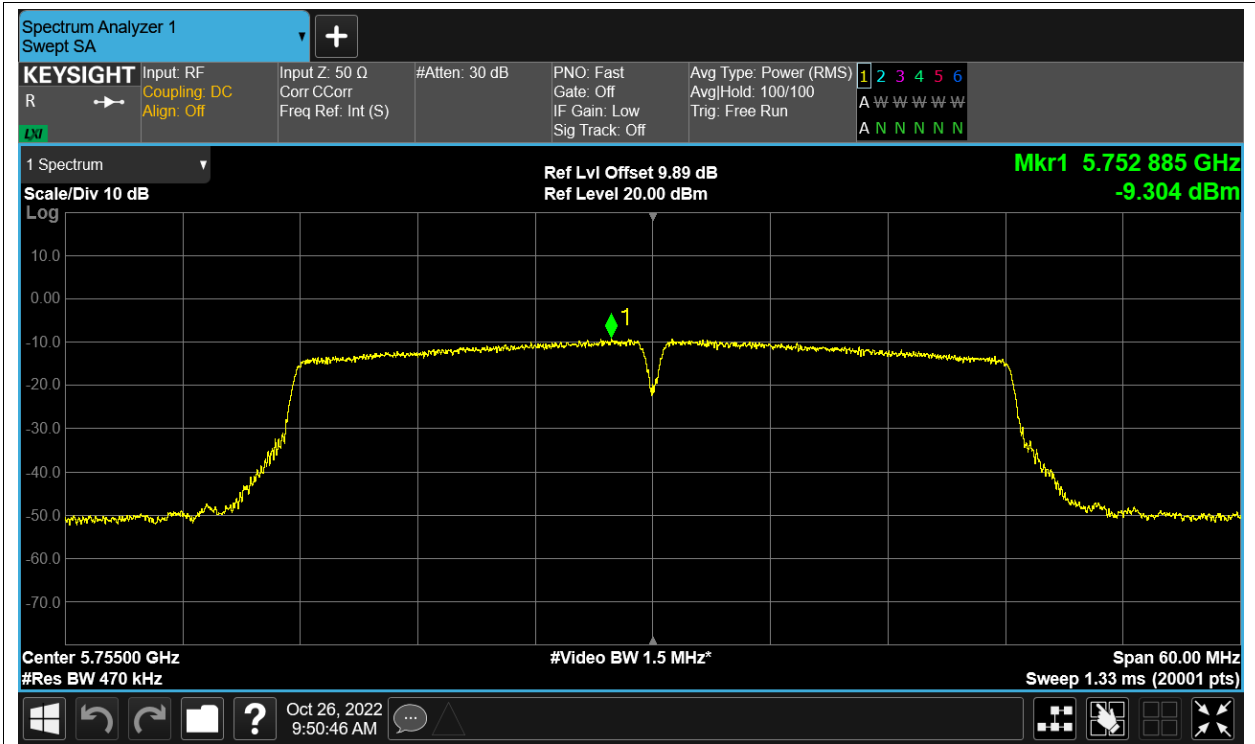 Spectrum Analyzer 1
Swept SA
KEYSIGHT
R
LXI
Input: RF
Coupling: DC
Align: Off
Input Z: 50 Ω
Corr CCorr
Freq Ref: Int (S)
#Atten: 30 dB
PNO: Fast
Gate: Off
IF Gain: Low
Sig Track: Off
Avg Type: Power (RMS)
Avg|Hold: 100/100
Trig: Free Run
1 2 3 4 5 6
A W W W W W
A N N N N N
1 Spectrum
Scale/Div 10 dB
Log
Ref Lvl Offset 9.89 dB
Ref Level 20.00 dBm
Mkr1 5.752 885 GHz
-9.304 dBm
10.0
0.00
-10.0
-20.0
-30.0
-40.0
-50.0
-60.0
-70.0
1
Center 5.75500 GHz
#Res BW 470 kHz
#Video BW 1.5 MHz*
Span 60.00 MHz
Sweep 1.33 ms (20001 pts)
?
Oct 26, 2022
9:50:46 AM